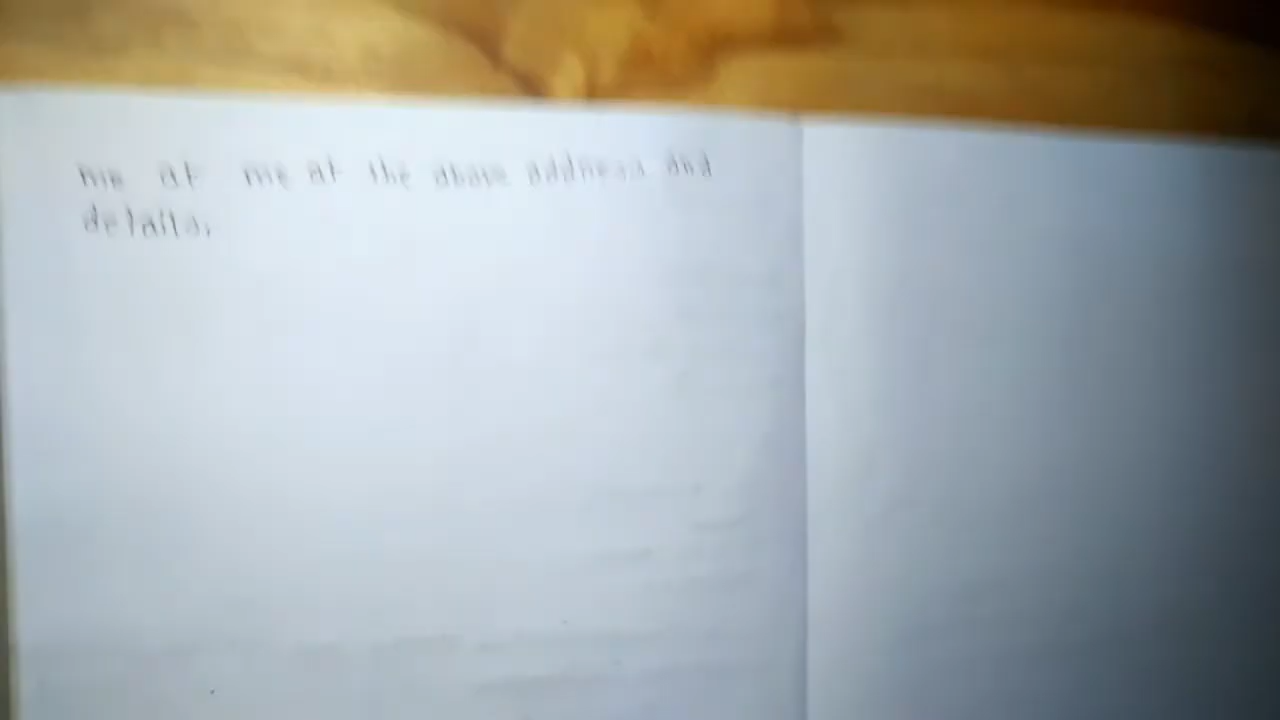 me at me at the above address and
details.